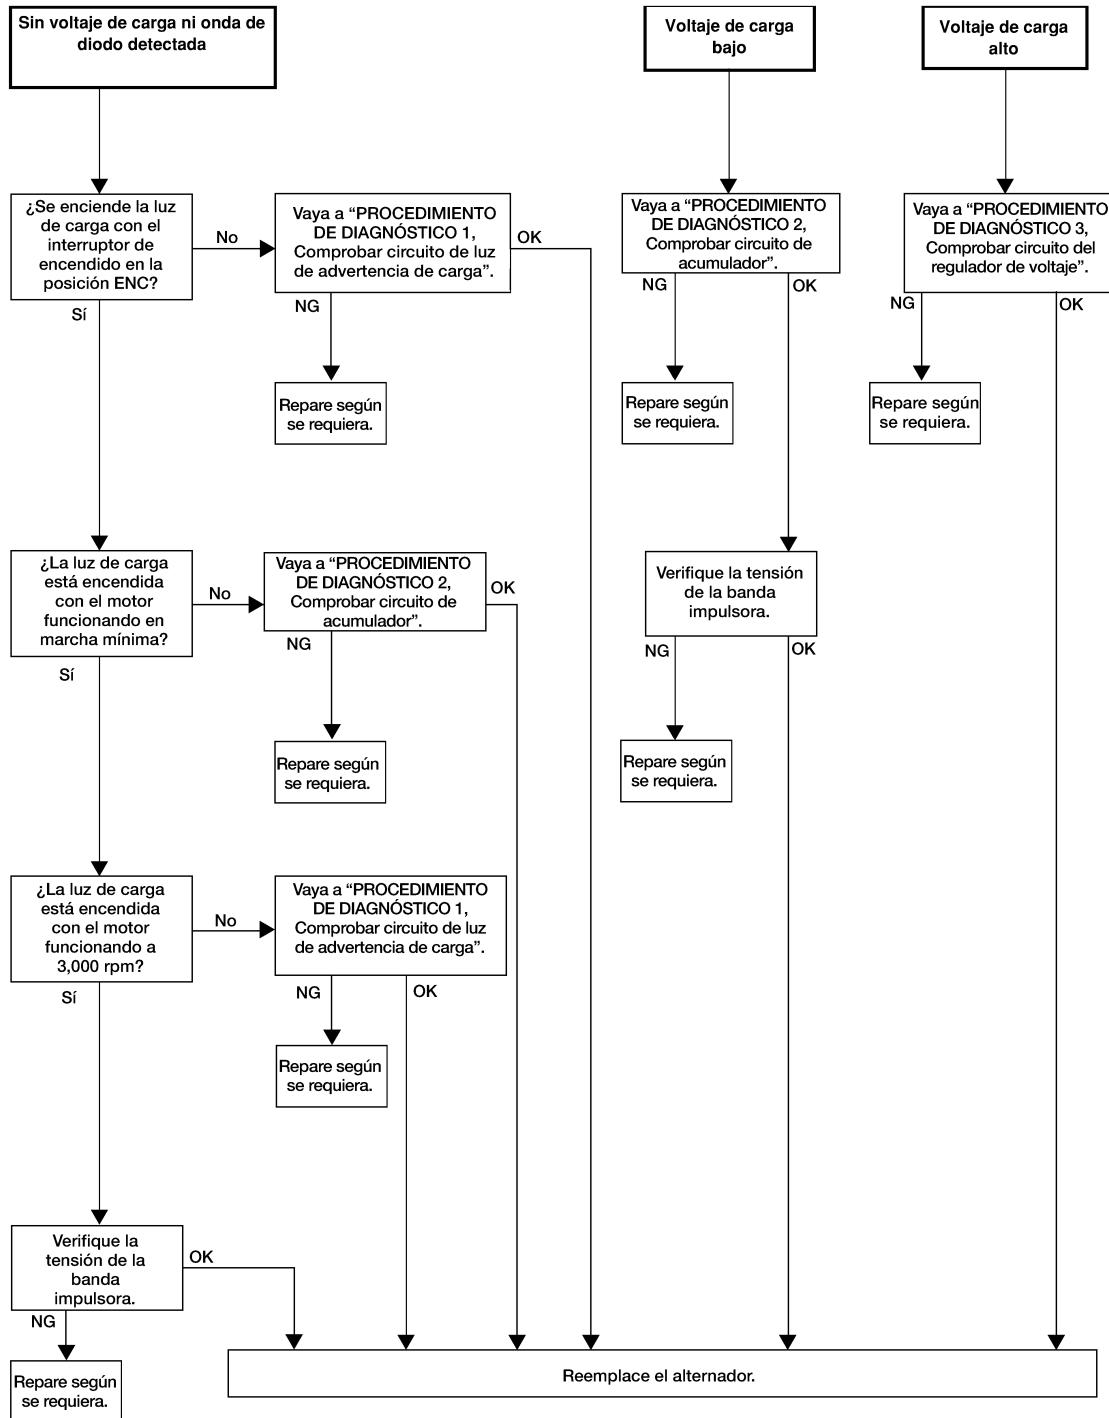 Sin voltaje de carga ni onda de
diodo detectada
Voltaje de carga
bajo
Voltaje de carga
alto
¿Se enciende la luz
de carga con el
interruptor de
encendido en la
posición ENC?
No
Vaya a “PROCEDIMIENTO
DE DIAGNÓSTICO 1,
Comprobar circuito de luz
de advertencia de carga”.
OK
Vaya a “PROCEDIMIENTO
DE DIAGNÓSTICO 2,
Comprobar circuito de
acumulador”.
Vaya a “PROCEDIMIENTO
DE DIAGNÓSTICO 3,
Comprobar circuito del
regulador de voltaje”.
Sí
NG
NG
OK
NG
OK
Repare según
se requiera.
Repare según
se requiera.
Repare según
se requiera.
¿La luz de carga
está encendida
con el motor
funcionando en
marcha mínima?
No
Vaya a “PROCEDIMIENTO
DE DIAGNÓSTICO 2,
Comprobar circuito de
acumulador”.
OK
Verifique la tensión
de la banda
impulsora.
Sí
NG
NG
OK
Repare según
se requiera.
Repare según
se requiera.
¿La luz de carga
está encendida
con el motor
funcionando a
3,000 rpm?
No
Vaya a “PROCEDIMIENTO
DE DIAGNÓSTICO 1,
Comprobar circuito de luz
de advertencia de carga”.
Sí
NG
OK
Repare según
se requiera.
Verifique la
tensión de la
banda
impulsora.
OK
NG
Repare según
se requiera.
Reemplace el alternador.